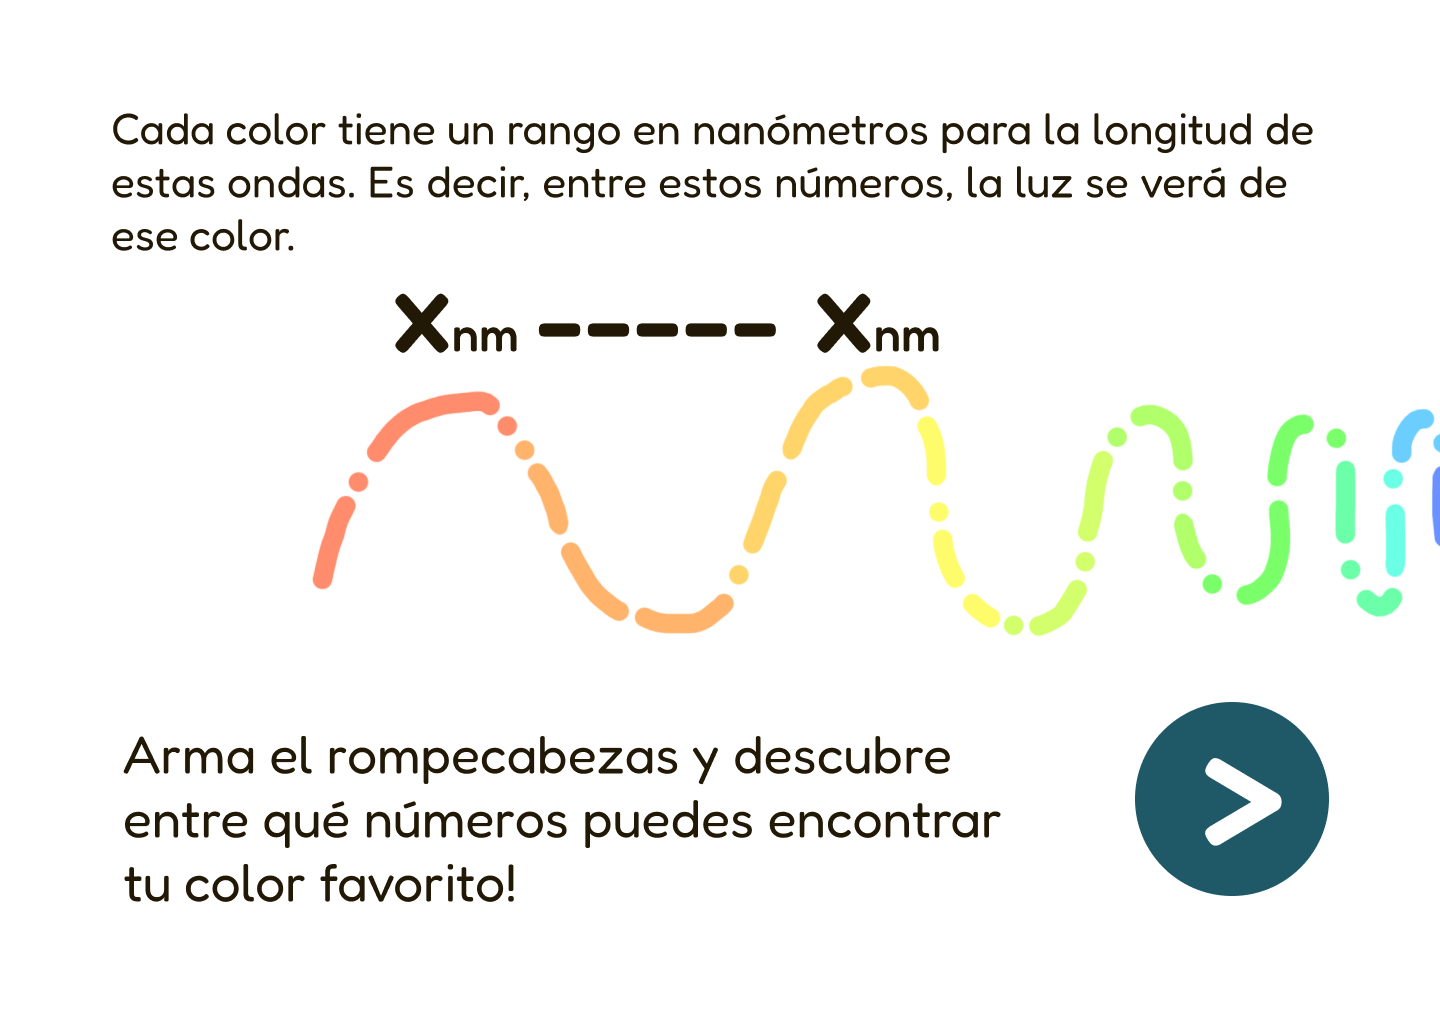 Cada color tiene un rango en nanómetros para la longitud de
estas ondas. Es decir, entre estos números, la luz se verá de
ese color.
Xnm ----- Xnm
Arma el rompecabezas y descubre
entre qué números puedes encontrar
tu color favorito!
>